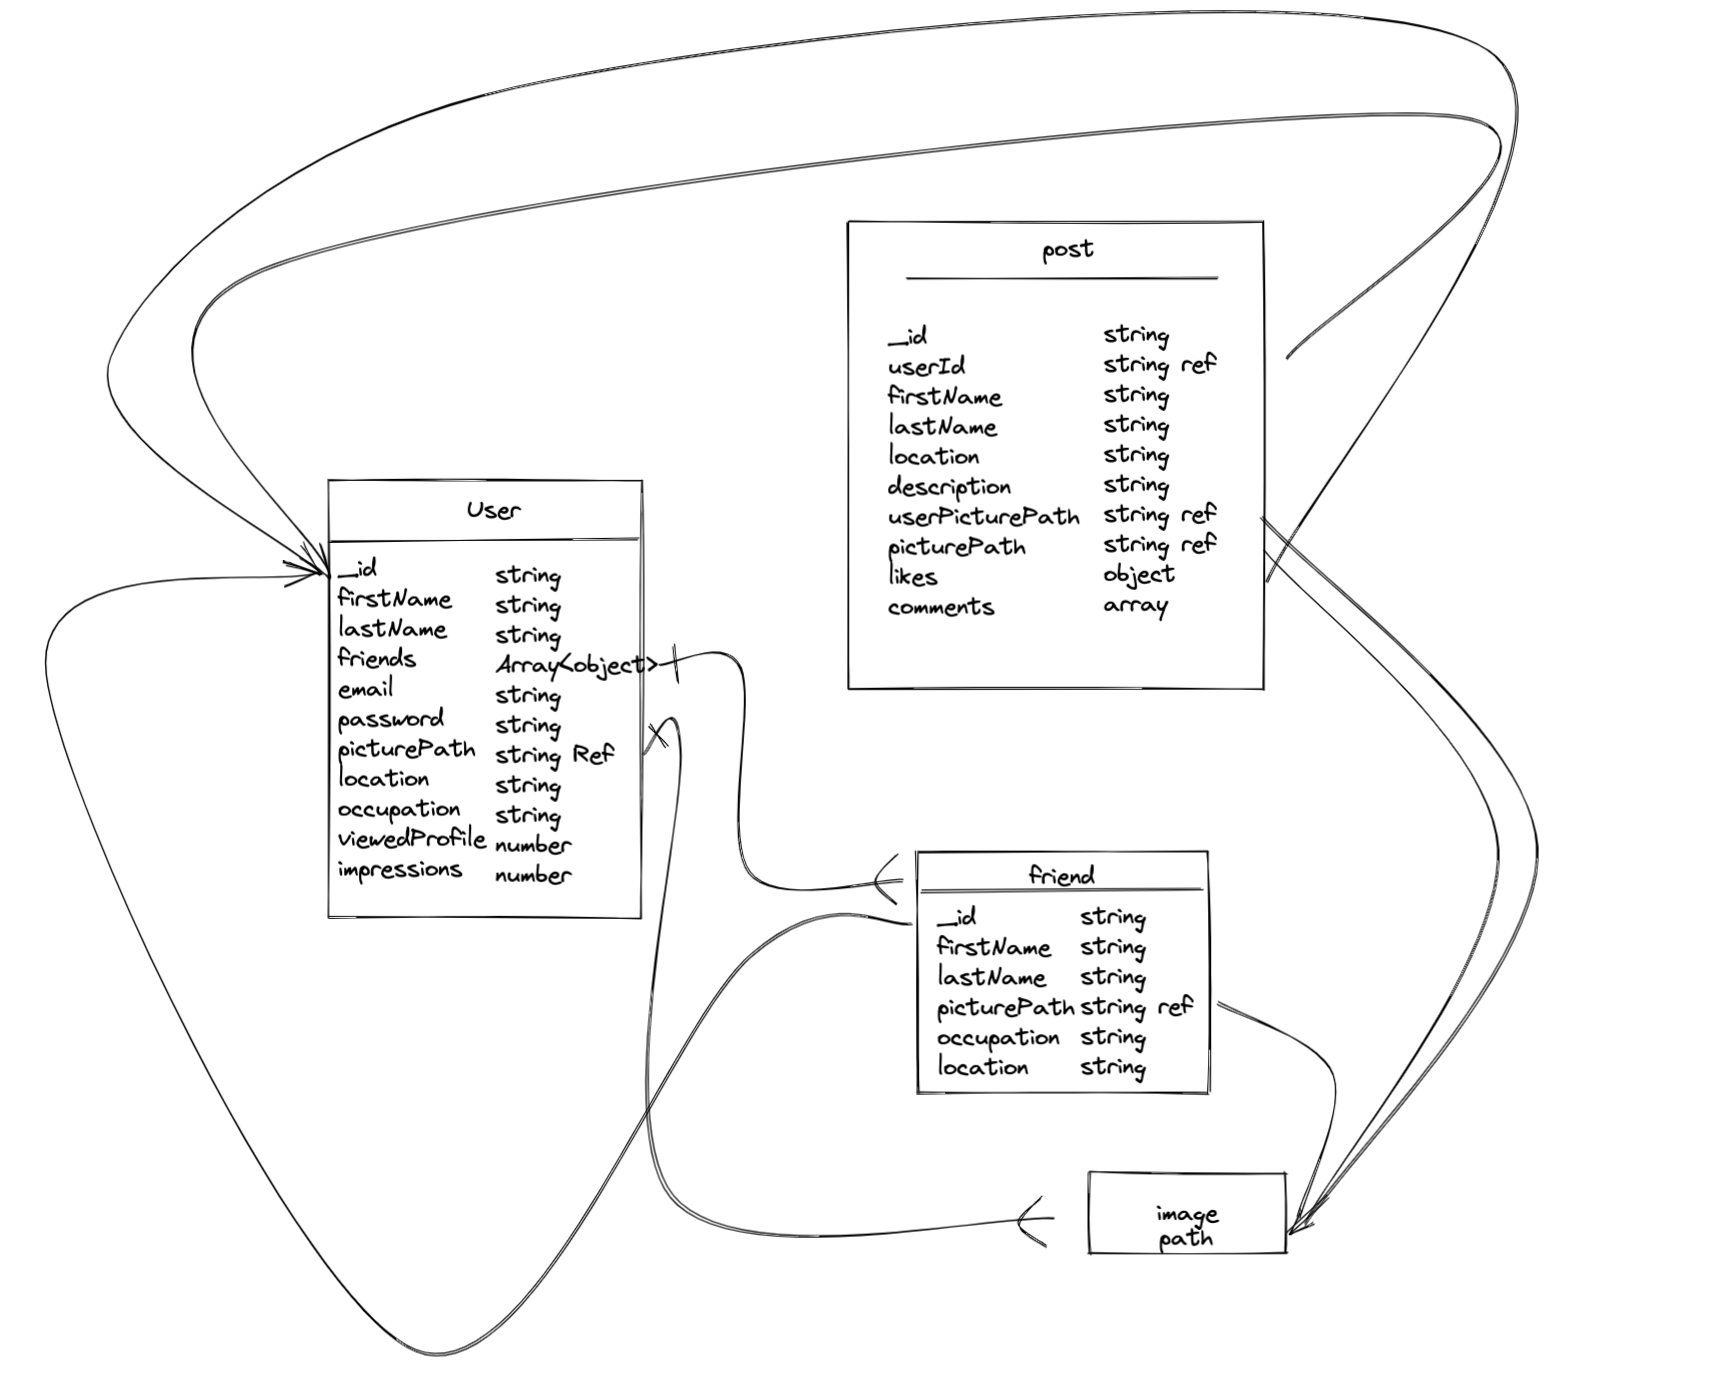 post
_id string
userId string ref
firstName string
lastName string
location string
description string
userPicturePath string ref
picturePath string ref
likes object
comments array
User
_id string
firstName string
lastName string
friends Array<object>
email string
password string
picturePath string Ref
location string
occupation string
viewedProfile number
impressions number
friend
_id string
firstName string
lastName string
picturePath string ref
occupation string
location string
image
path